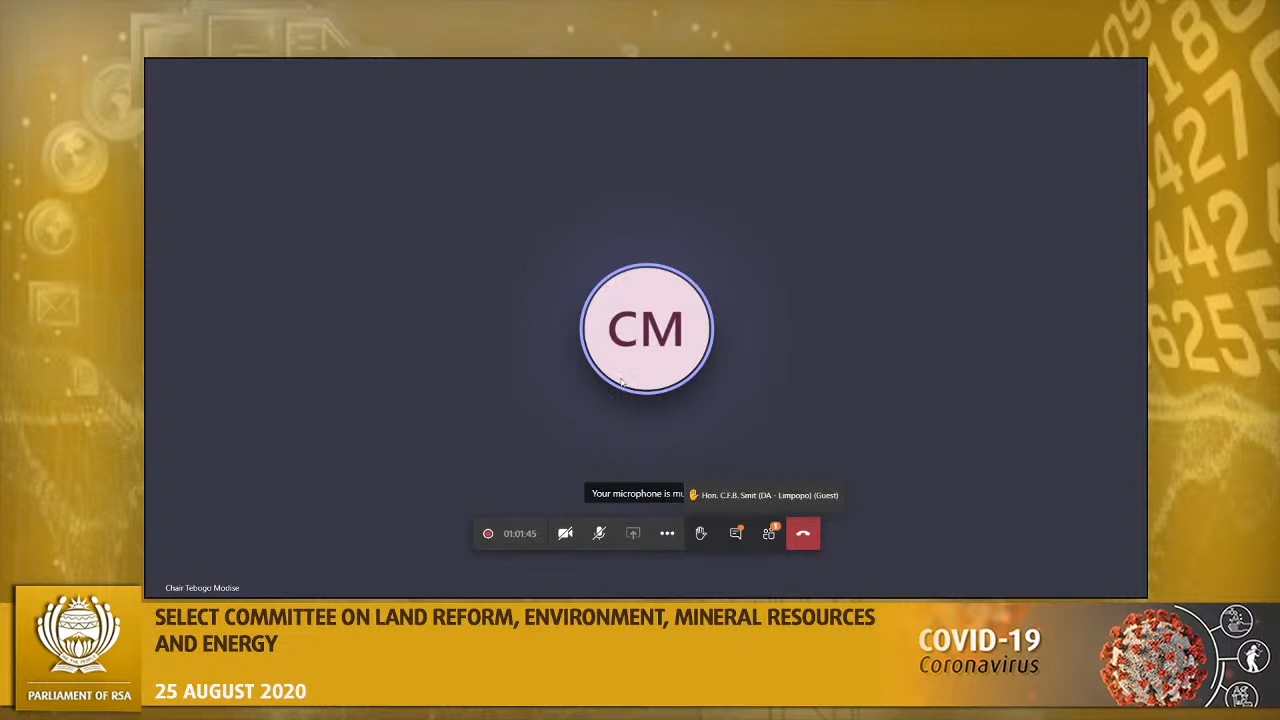 CM
Your microphone is mu
Hon. C.F.B. Smit (DA - Limpopo) (Guest)
01:01:45
1
Chair Tebogo Modise
SELECT COMMITTEE ON LAND REFORM, ENVIRONMENT, MINERAL RESOURCES
AND ENERGY
25 AUGUST 2020
PARLIAMENT OF RSA
COVID-19
Coronavirus